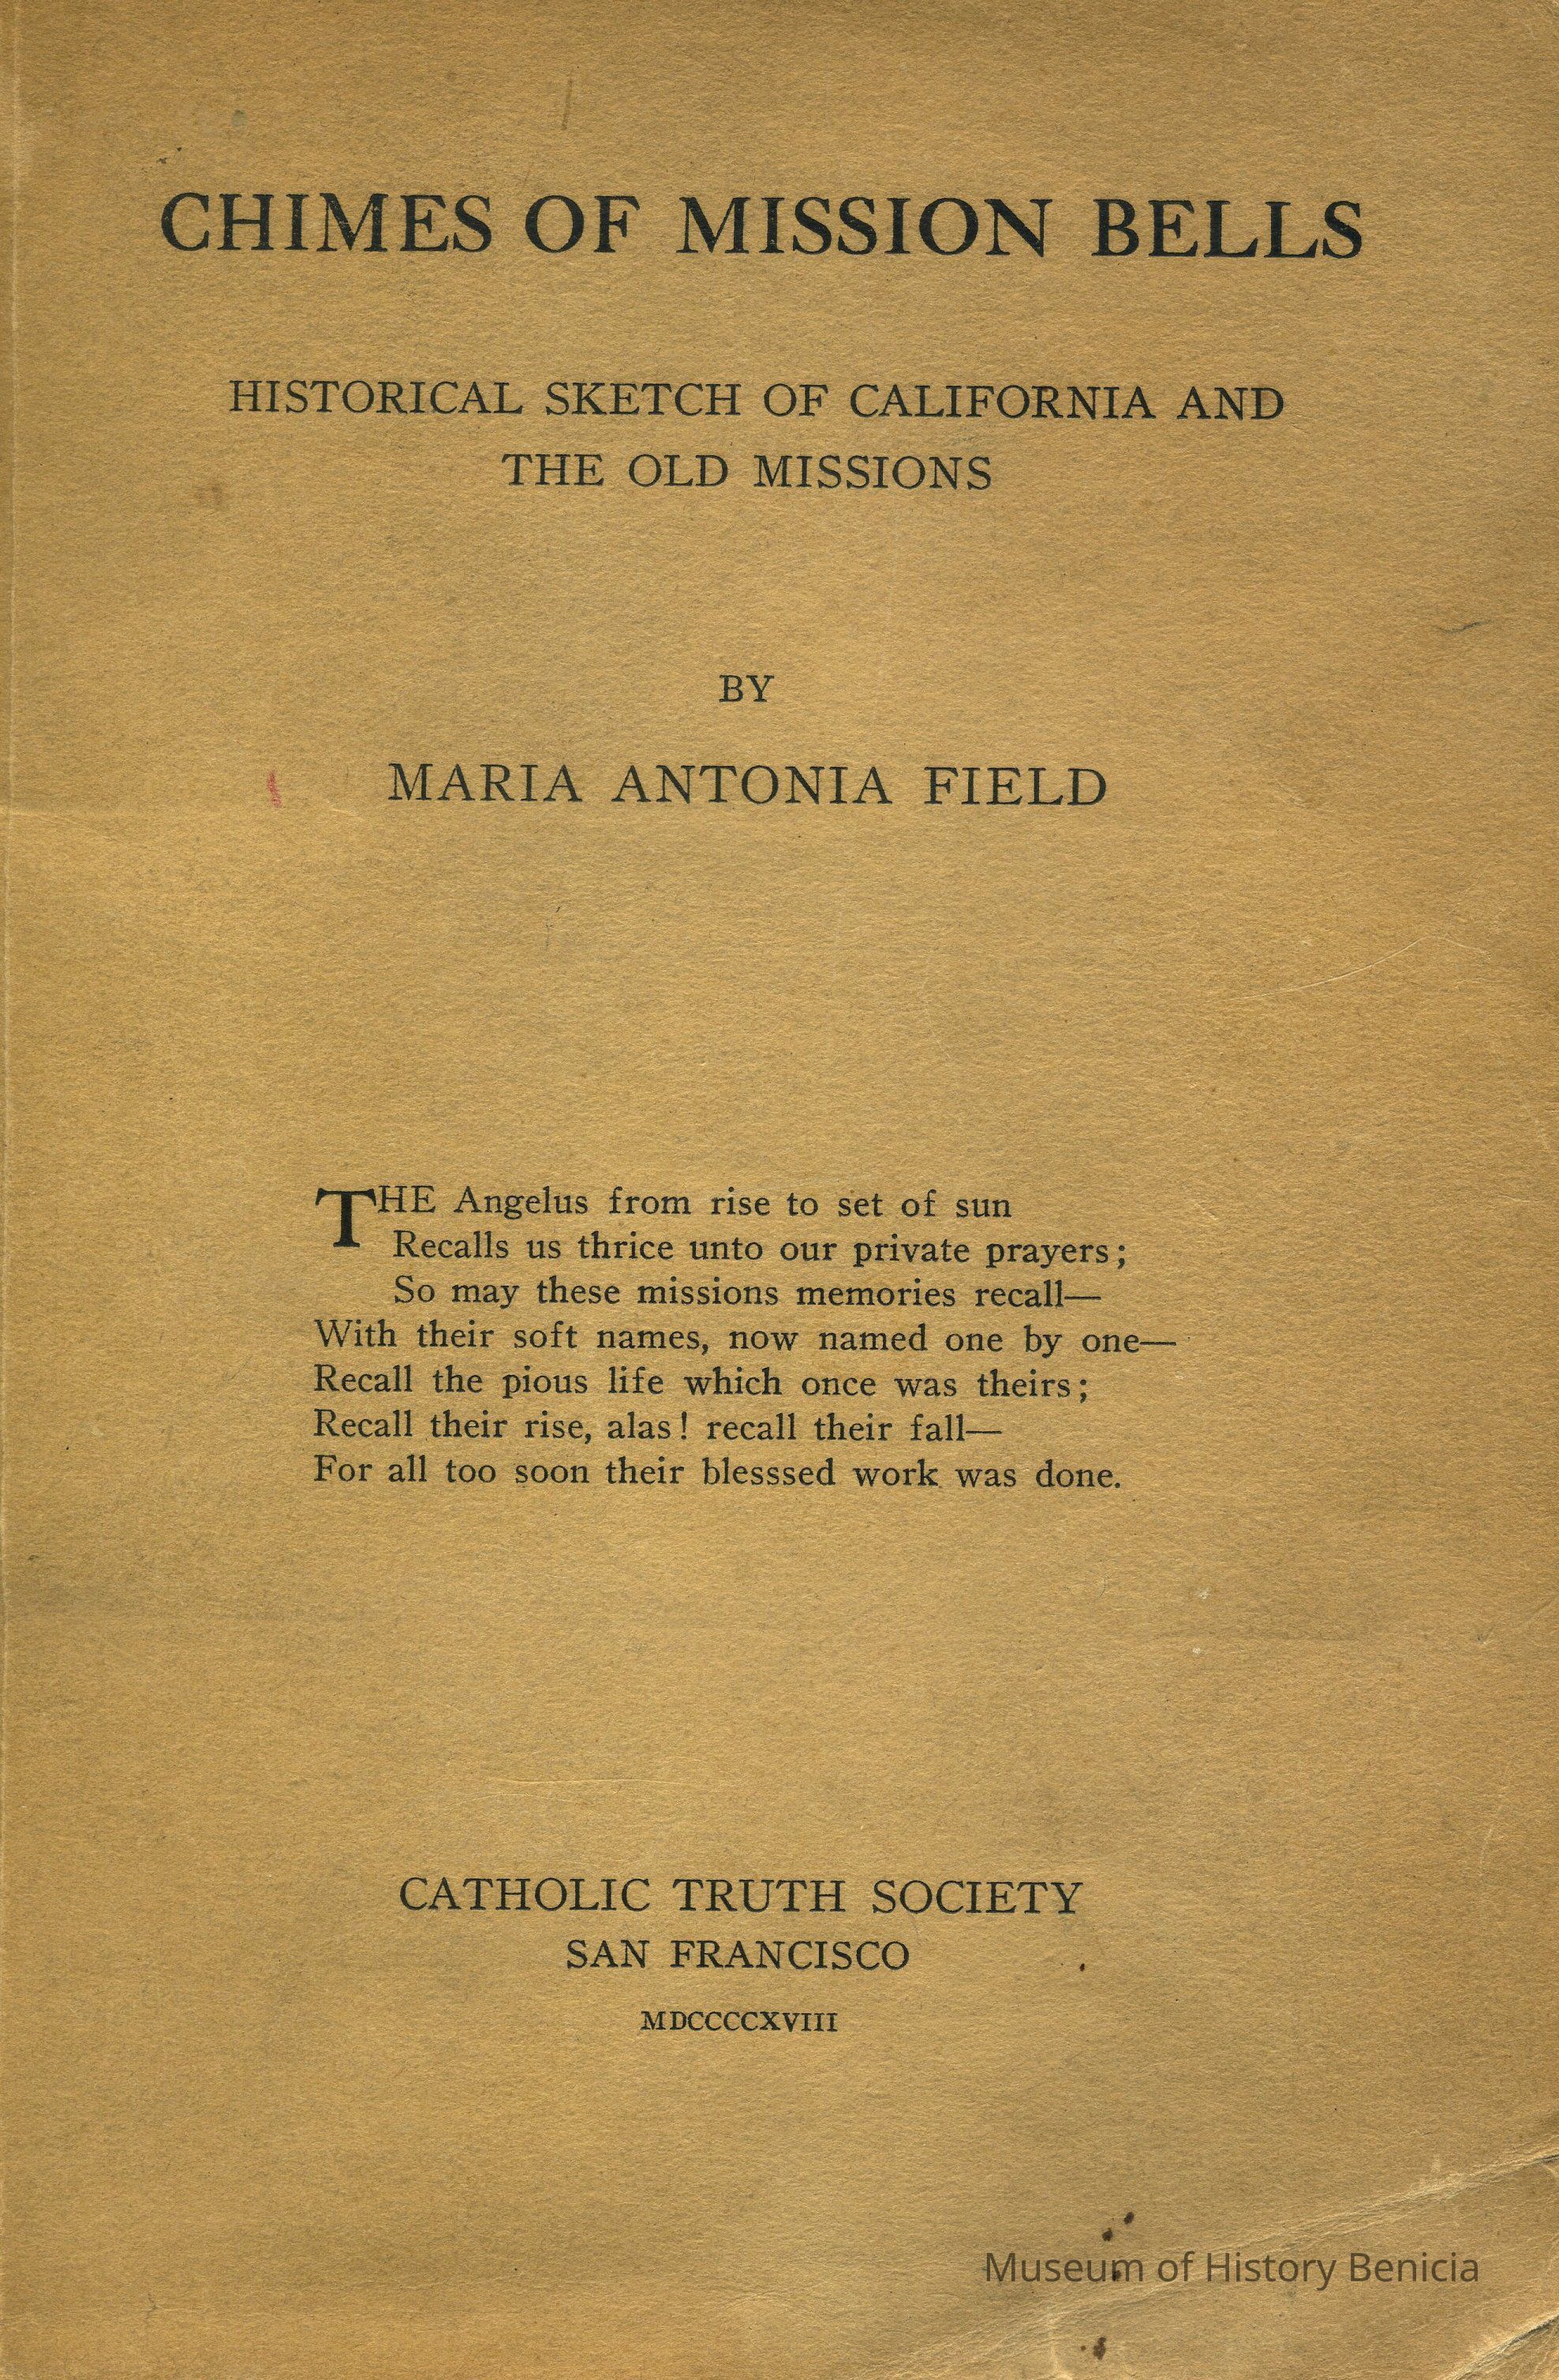 CHIMES OF MISSION BELLS
HISTORICAL SKETCH OF CALIFORNIA AND
THE OLD MISSIONS
BY
MARIA ANTONIA FIELD
THE Angelus from rise to set of sun
Recalls us thrice unto our private prayers;
So may these missions memories recall—
With their soft names, now named one by one—
Recall the pious life which once was theirs;
Recall their rise, alas! recall their fall—
For all too soon their blesssed work was done.
CATHOLIC TRUTH SOCIETY
SAN FRANCISCO
MDCCCCXVIII
Museum of History Benicia